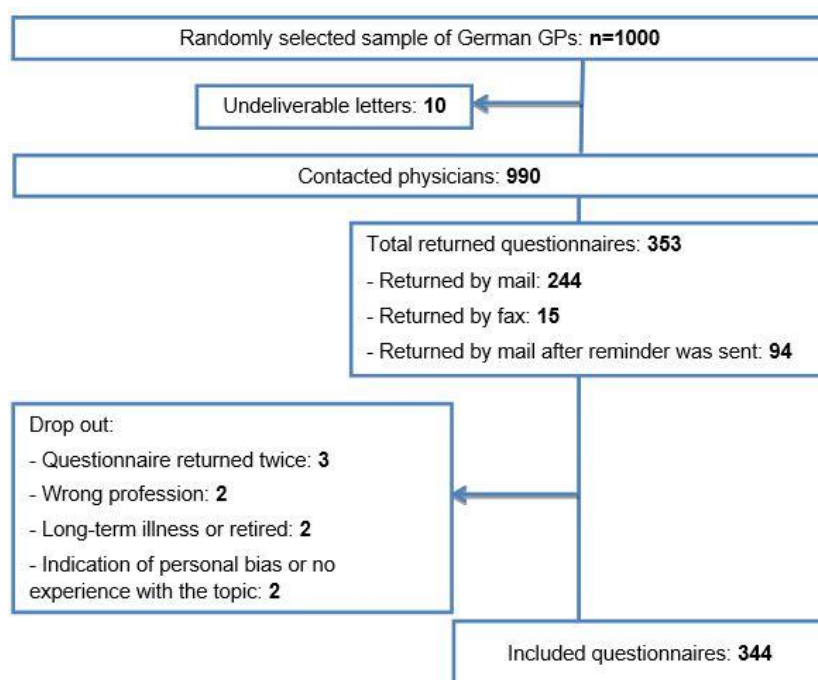 Randomly selected sample of German GPs: n=1000
Undeliverable letters: 10
Contacted physicians: 990
Total returned questionnaires: 353
- Returned by mail: 244
- Returned by fax: 15
- Returned by mail after reminder was sent: 94
Drop out:
- Questionnaire returned twice: 3
- Wrong profession: 2
- Long-term illness or retired: 2
- Indication of personal bias or no
experience with the topic: 2
Included questionnaires: 344